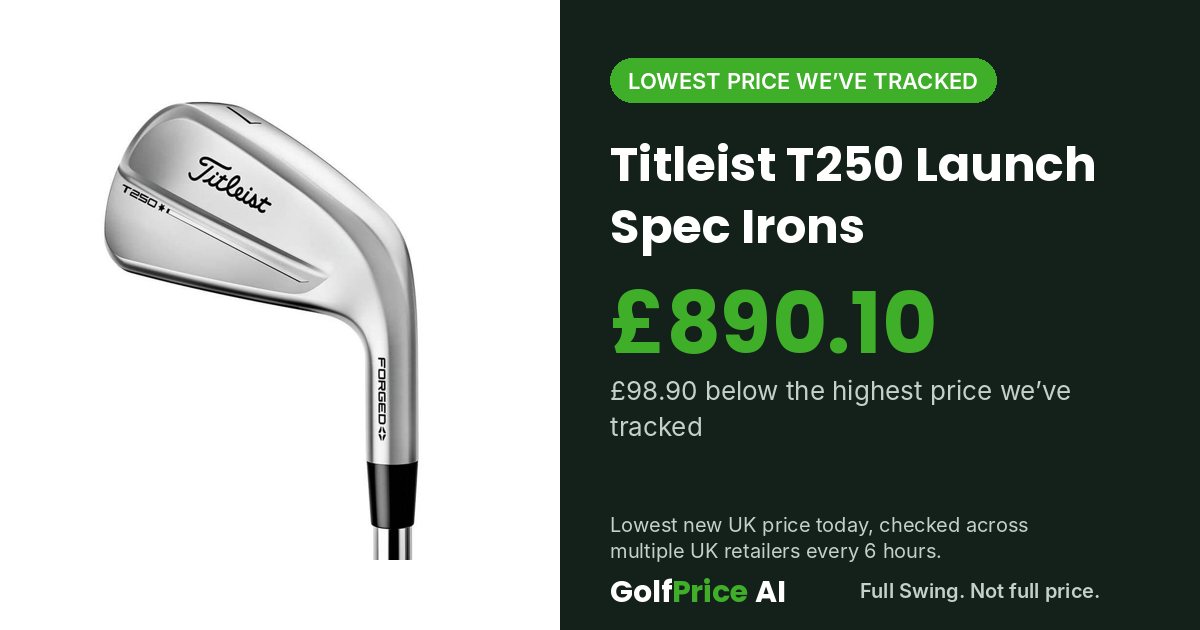 Titleist
T250
FORGED
LOWEST PRICE WE’VE TRACKED
Titleist T250 Launch
Spec Irons
£890.10
£98.90 below the highest price we’ve
tracked
Lowest new UK price today, checked across
multiple UK retailers every 6 hours.
GolfPrice AI
Full Swing. Not full price.